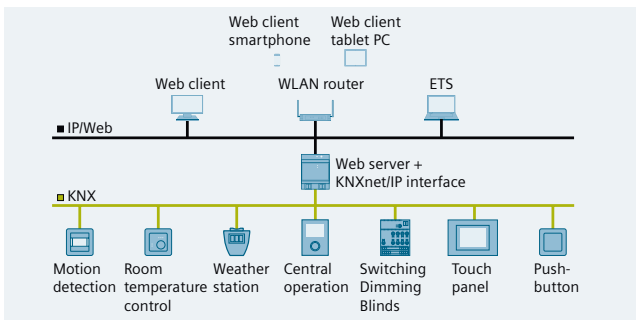 Web client
smartphone
Web client
tablet PC
Web client
WLAN router
ETS
IP/Web
Web server +
KNXnet/IP interface
KNX
Motion
detection
Room
temperature
control
Weather
station
Central
operation
Switching
Dimming
Blinds
Touch
panel
Push-
button